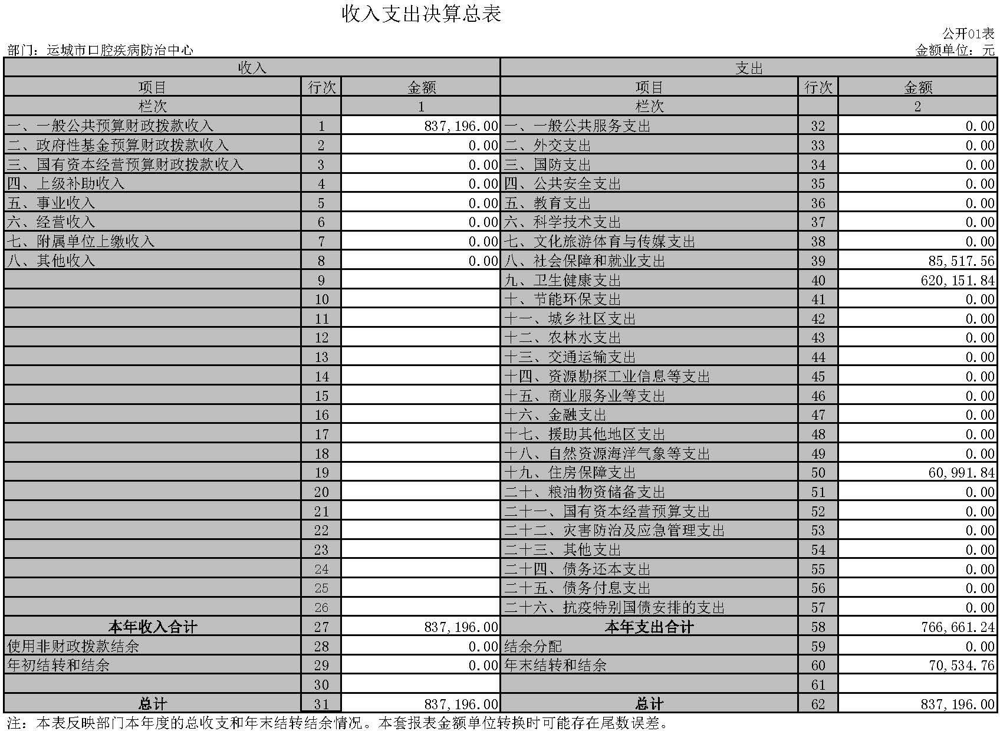 收入支出决算总表
公开01表
部门：运城市口腔疾病防治中心 金额单位：元
收入 支出
项目 行次 金额 项目 行次 金额
栏次 1 栏次 2
一、一般公共预算财政拨款收入 1 837,196.00 一、一般公共服务支出 32 0.00
二、政府性基金预算财政拨款收入 2 0.00 二、外交支出 33 0.00
三、国有资本经营预算财政拨款收入 3 0.00 三、国防支出 34 0.00
四、上级补助收入 4 0.00 四、公共安全支出 35 0.00
五、事业收入 5 0.00 五、教育支出 36 0.00
六、经营收入 6 0.00 六、科学技术支出 37 0.00
七、附属单位上缴收入 7 0.00 七、文化旅游体育与传媒支出 38 0.00
八、其他收入 8 0.00 八、社会保障和就业支出 39 85,517.56
9 九、卫生健康支出 40 620,151.84
10 十、节能环保支出 41 0.00
11 十一、城乡社区支出 42 0.00
12 十二、农林水支出 43 0.00
13 十三、交通运输支出 44 0.00
14 十四、资源勘探工业信息等支出 45 0.00
15 十五、商业服务业等支出 46 0.00
16 十六、金融支出 47 0.00
17 十七、援助其他地区支出 48 0.00
18 十八、自然资源海洋气象等支出 49 0.00
19 十九、住房保障支出 50 60,991.84
20 二十、粮油物资储备支出 51 0.00
21 二十一、国有资本经营预算支出 52 0.00
22 二十二、灾害防治及应急管理支出 53 0.00
23 二十三、其他支出 54 0.00
24 二十四、债务还本支出 55 0.00
25 二十五、债务付息支出 56 0.00
26 二十六、抗疫特别国债安排的支出 57 0.00
本年收入合计 27 837,196.00 本年支出合计 58 766,661.24
使用非财政拨款结余 28 0.00 结余分配 59 0.00
年初结转和结余 29 0.00 年末结转和结余 60 70,534.76
30 61
总计 31 837,196.00 总计 62 837,196.00
注：本表反映部门本年度的总收支和年末结转结余情况。本套报表金额单位转换时可能存在尾数误差。